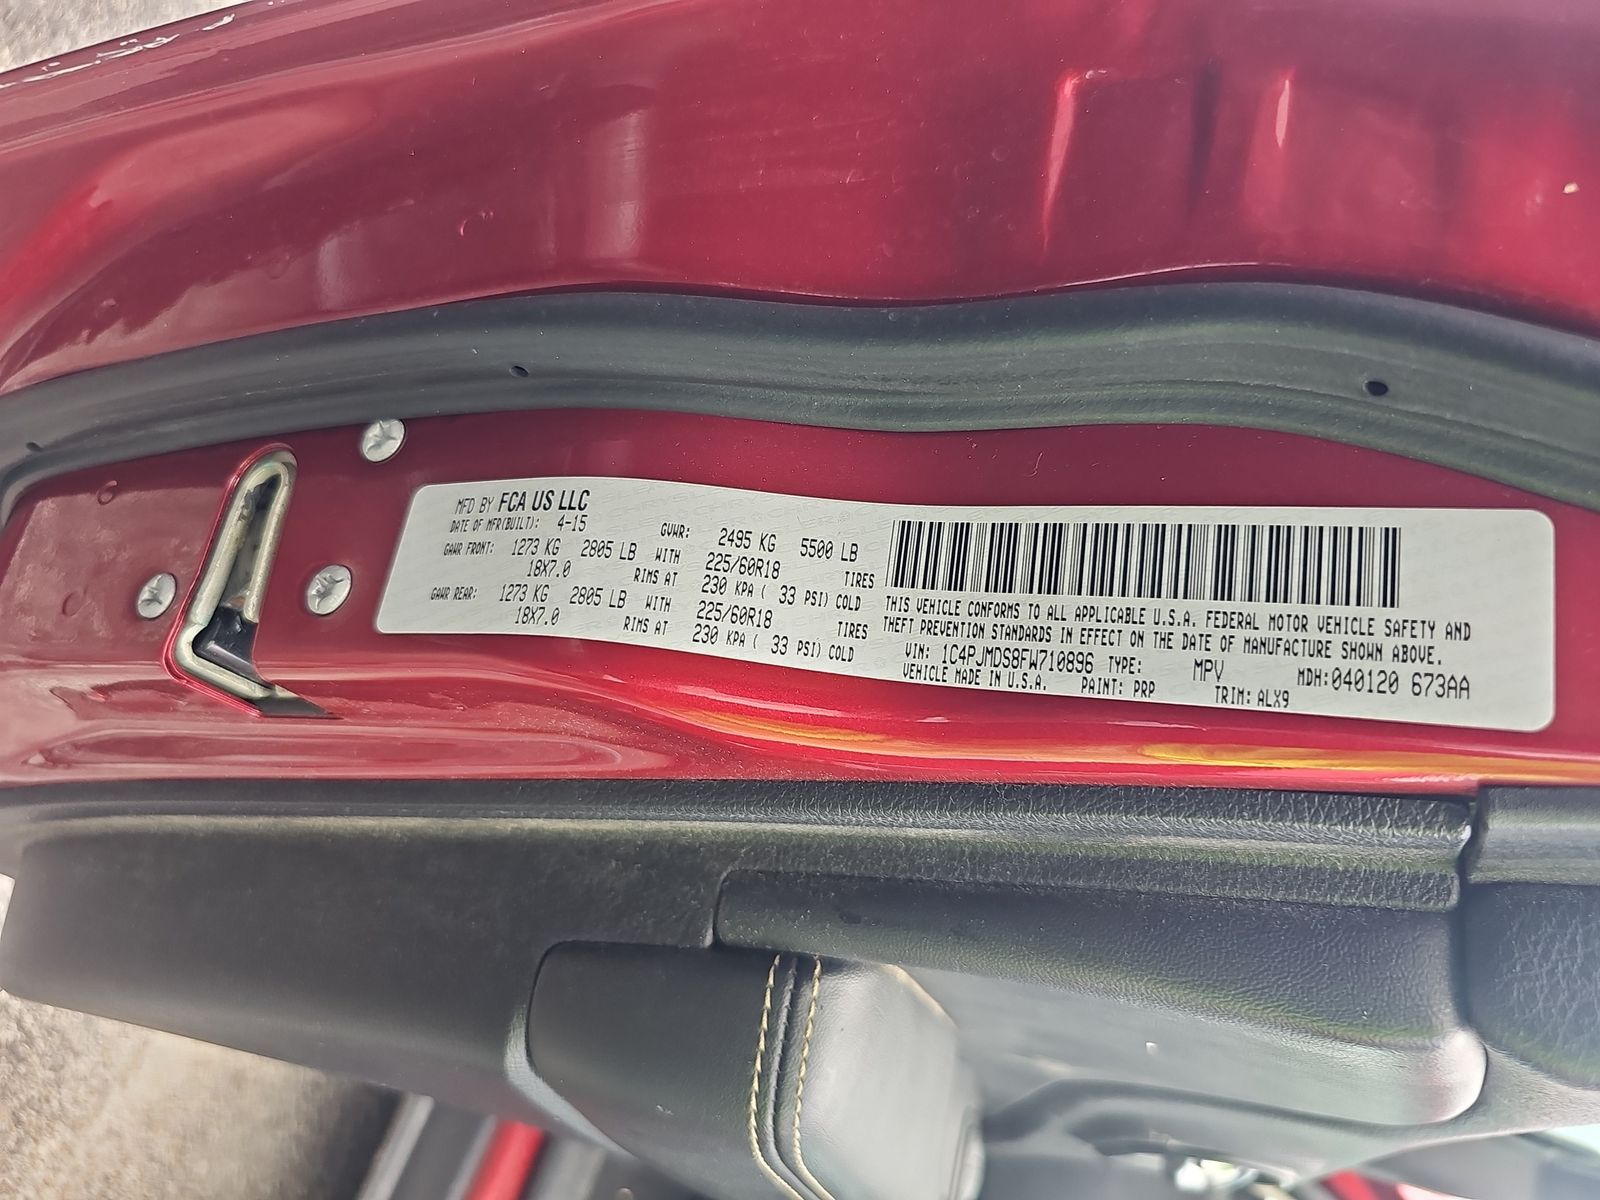 MFD BY FCA US LLC
DATE OF MFR(BUILT): 4-15 GVWR: 2495 KG 5500 LB
GAWR FRONT: 1273 KG 2805 LB WITH 225/60R18 TIRES
18X7.0 RIMS AT 230 KPA ( 33 PSI) COLD
GAWR REAR: 1273 KG 2805 LB WITH 225/60R18 TIRES
18X7.0 RIMS AT 230 KPA ( 33 PSI) COLD
THIS VEHICLE CONFORMS TO ALL APPLICABLE U.S.A. FEDERAL MOTOR VEHICLE SAFETY AND
THEFT PREVENTION STANDARDS IN EFFECT ON THE DATE OF MANUFACTURE SHOWN ABOVE.
VIN: 1C4PJMDS8FW710896 TYPE: MPV MDH:040120 673AA
VEHICLE MADE IN U.S.A. PAINT: PRP TRIM: ALX9